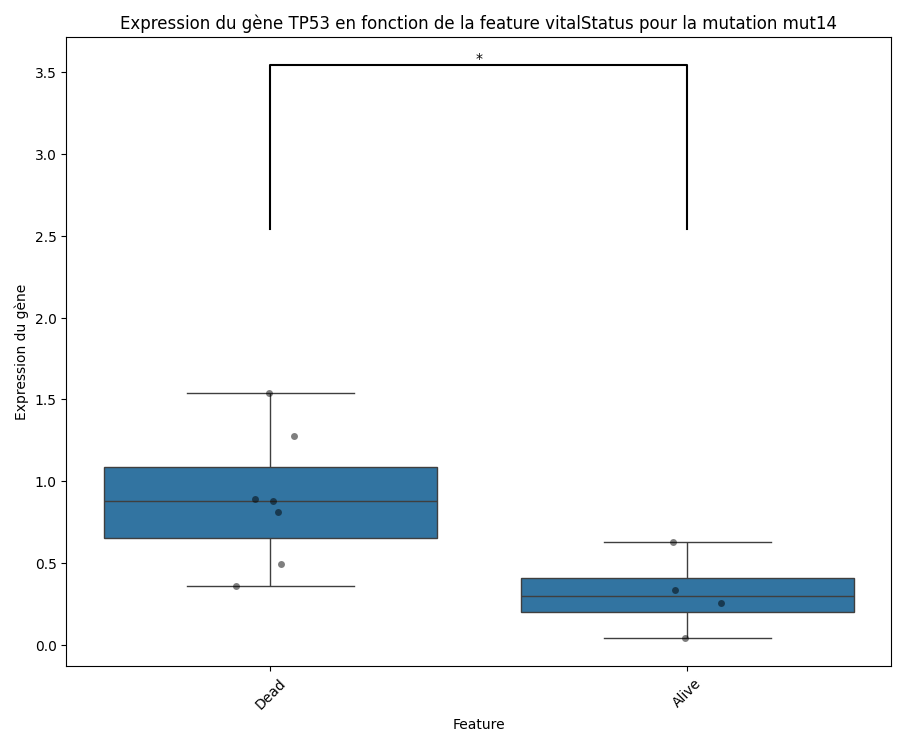 Expression du gène TP53 en fonction de la feature vitalStatus pour la mutation mut14
*
3.5
3.0
2.5
2.0
1.5
1.0
0.5
0.0
Expression du gène
Dead
Alive
Feature